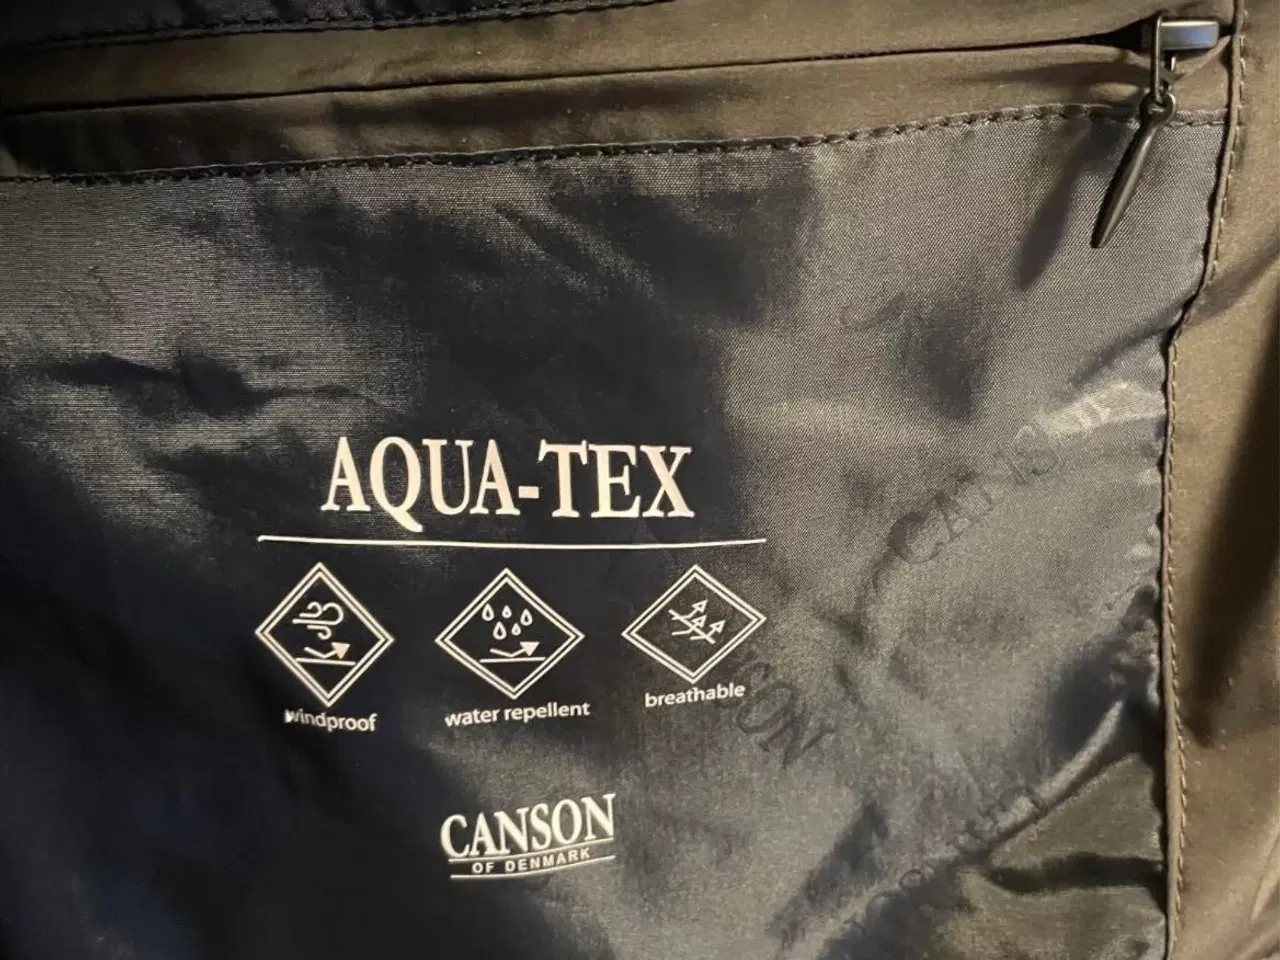 AQUA-TEX
windproof
water repellent
breathable
CANSON
OF DENMARK